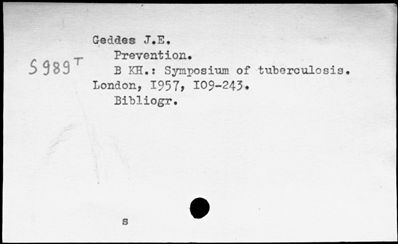 Geddes J.E.
Prevention.
S989T
B KH.: Symposium of tuberculosis.
London, 1957, 109-243.
Bibliogr.
s